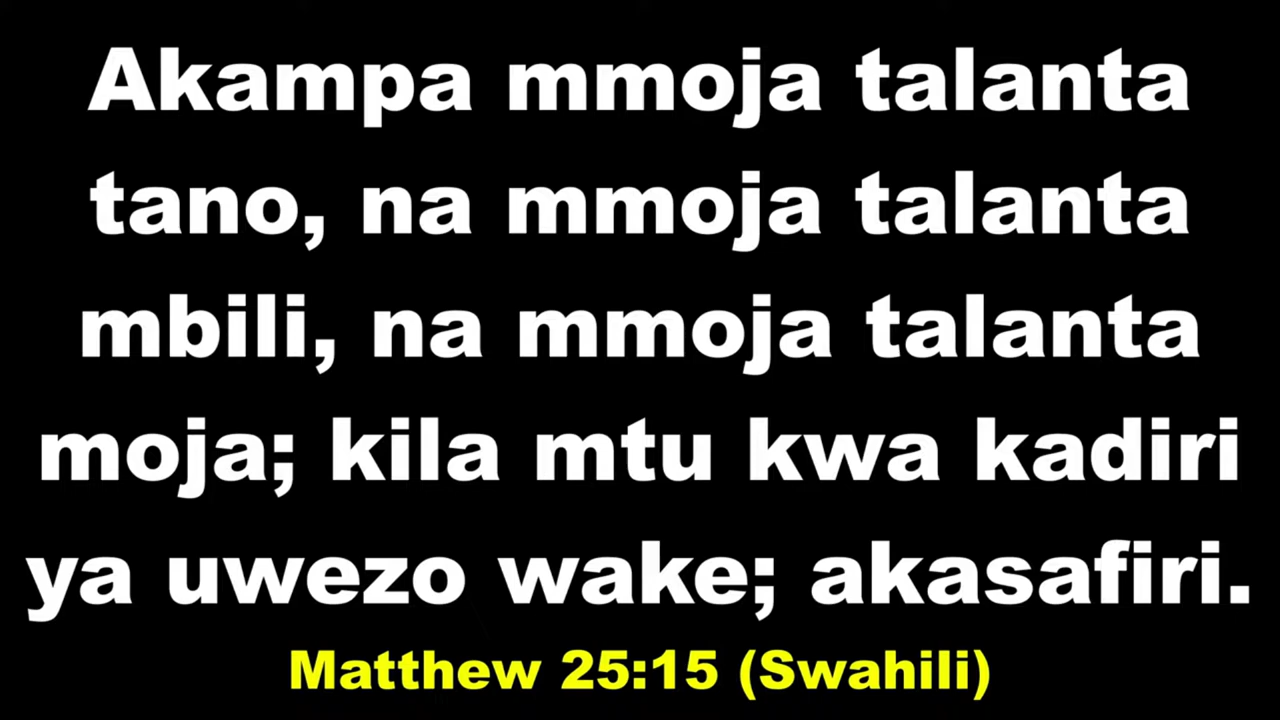 Akampa mmoja talanta
tano, na mmoja talanta
mbili, na mmoja talanta
moja; kila mtu kwa kadiri
ya uwezo wake; akasafiri.
Matthew 25:15 (Swahili)